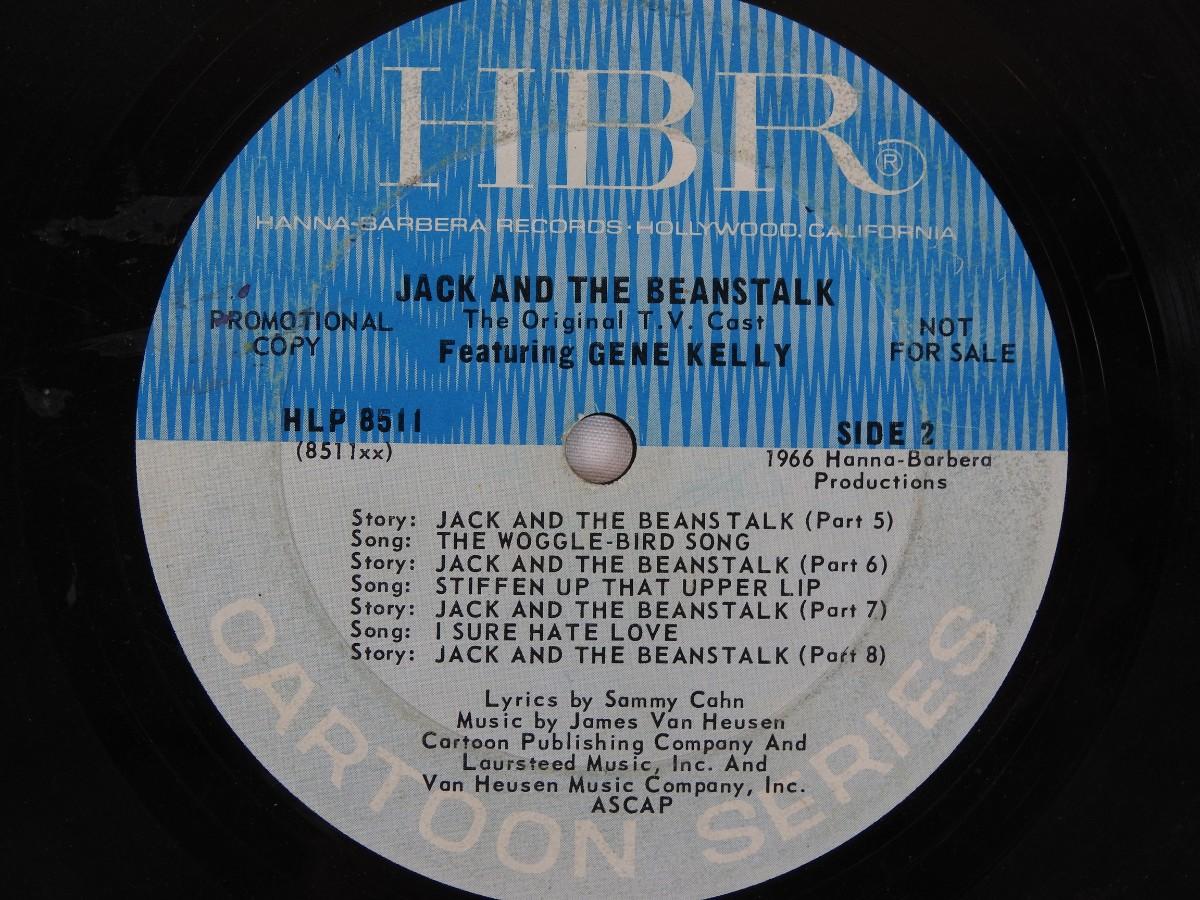 HBR®
HANNA-BARBERA RECORDS · HOLLYWOOD, CALIFORNIA
JACK AND THE BEANSTALK
The Original T.V. Cast
Featuring GENE KELLY
PROMOTIONAL
COPY
NOT
FOR SALE
HLP 8511
(8511xx)
SIDE 2
1966 Hanna-Barbera
Productions
Story: JACK AND THE BEANSTALK (Part 5)
Song: THE WOGGLE-BIRD SONG
Story: JACK AND THE BEANSTALK (Part 6)
Song: STIFFEN UP THAT UPPER LIP
Story: JACK AND THE BEANSTALK (Part 7)
Song: I SURE HATE LOVE
Story: JACK AND THE BEANSTALK (Part 8)
Lyrics by Sammy Cahn
Music by James Van Heusen
Cartoon Publishing Company And
Laursteed Music, Inc. And
Van Heusen Music Company, Inc.
ASCAP
CARTOON SERIES